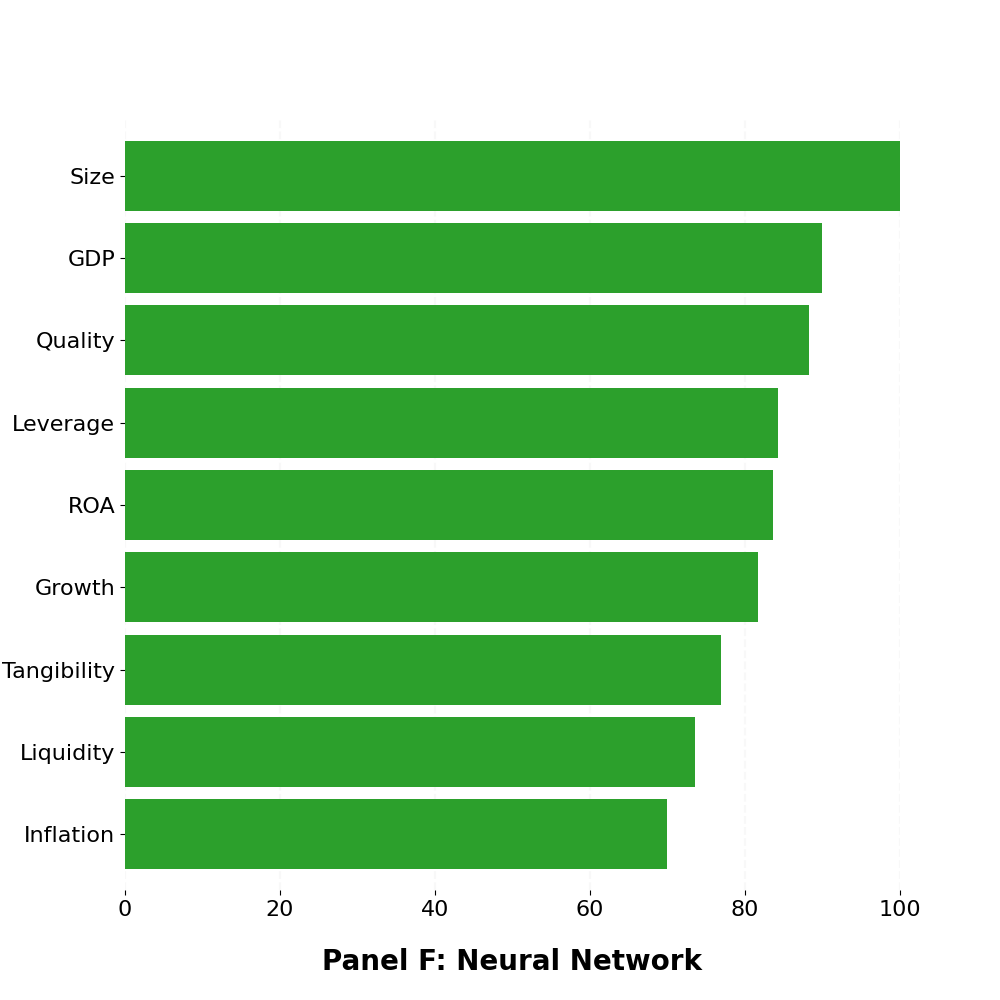 Size
GDP
Quality
Leverage
ROA
Growth
Tangibility
Liquidity
Inflation
0 20 40 60 80 100
Panel F: Neural Network